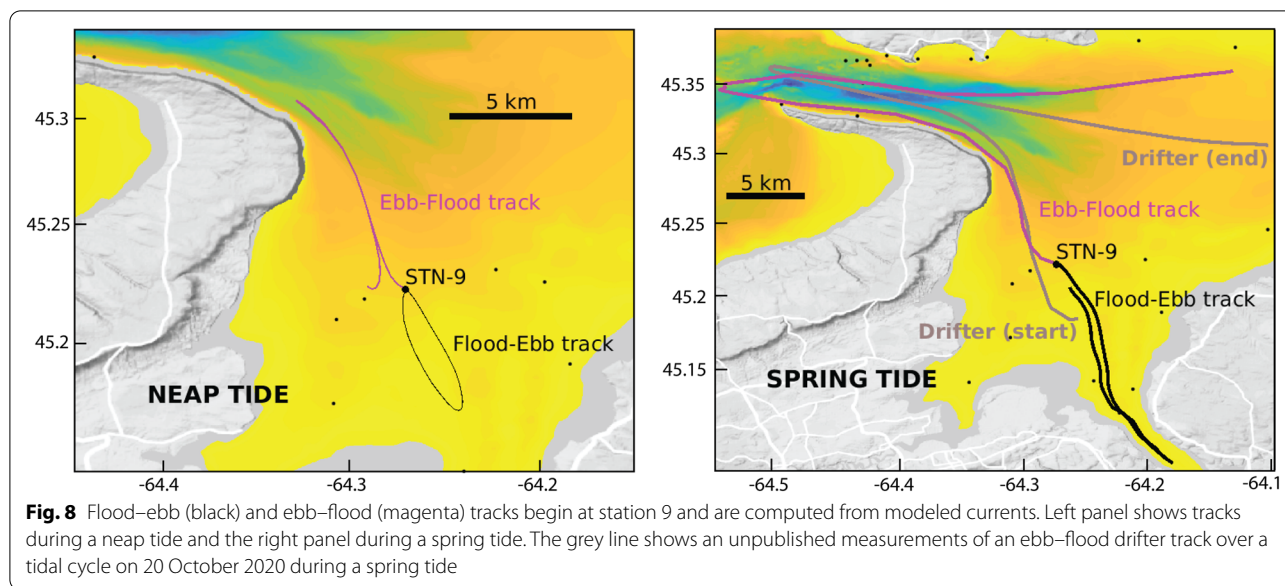 45.3
45.25
45.2
-64.4
-64.3
-64.2
5 km
Ebb-Flood track
STN-9
Flood-Ebb track
NEAP TIDE
45.35
45.3
45.25
45.2
45.15
-64.5
-64.4
-64.3
-64.2
-64.1
5 km
Drifter (end)
Ebb-Flood track
STN-9
Flood-Ebb track
Drifter (start)
SPRING TIDE
Fig. 8 Flood–ebb (black) and ebb–flood (magenta) tracks begin at station 9 and are computed from modeled currents. Left panel shows tracks
during a neap tide and the right panel during a spring tide. The grey line shows an unpublished measurements of an ebb–flood drifter track over a
tidal cycle on 20 October 2020 during a spring tide